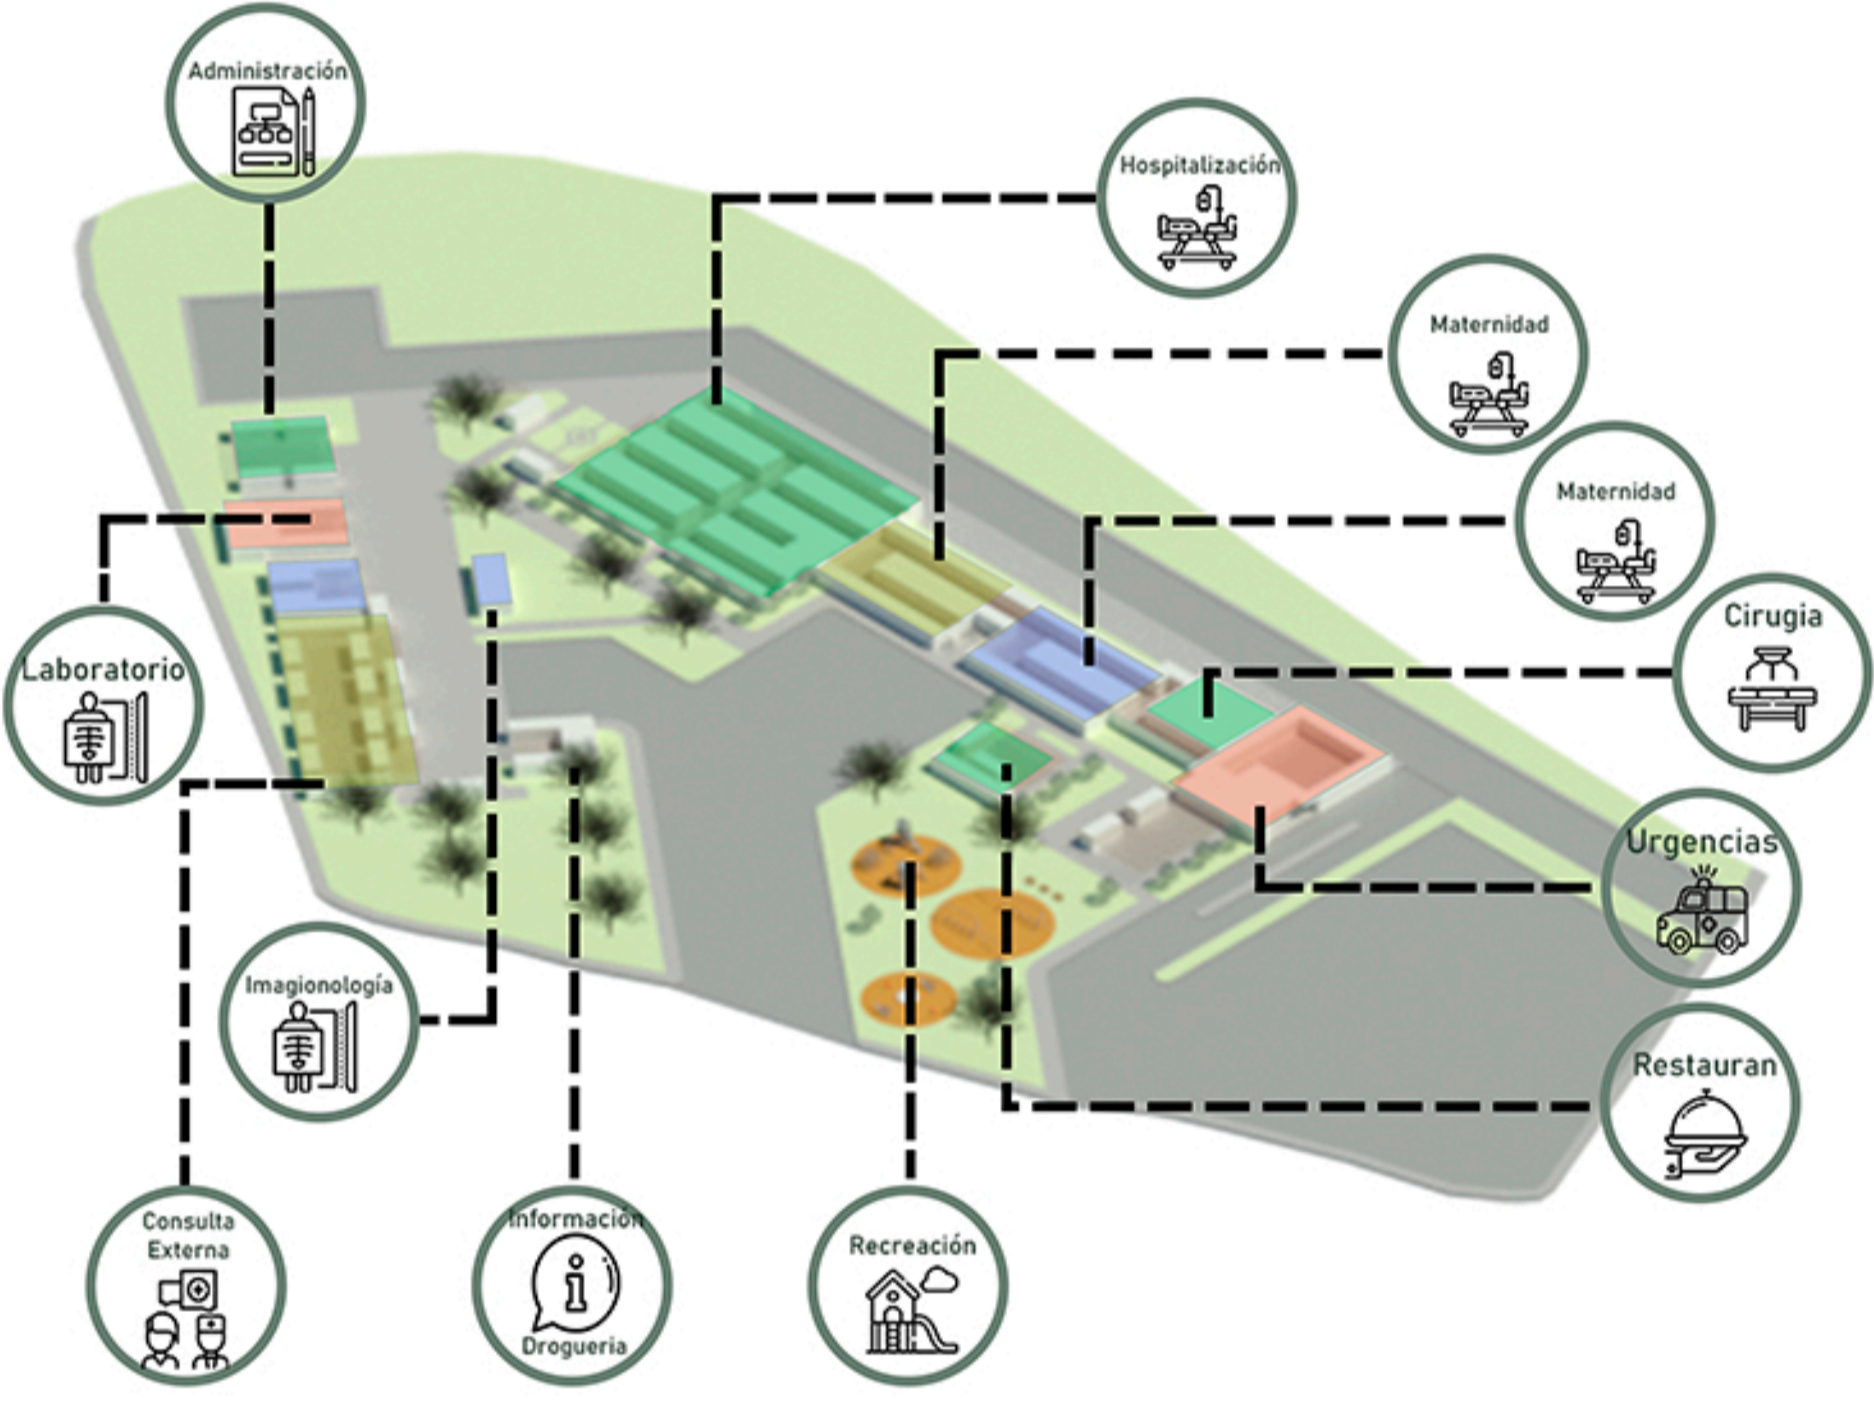 Administración
Hospitalización
Maternidad
Maternidad
Cirugia
Laboratorio
Urgencias
Imagionología
Restauran
Consulta
Externa
Información
Drogueria
Recreación